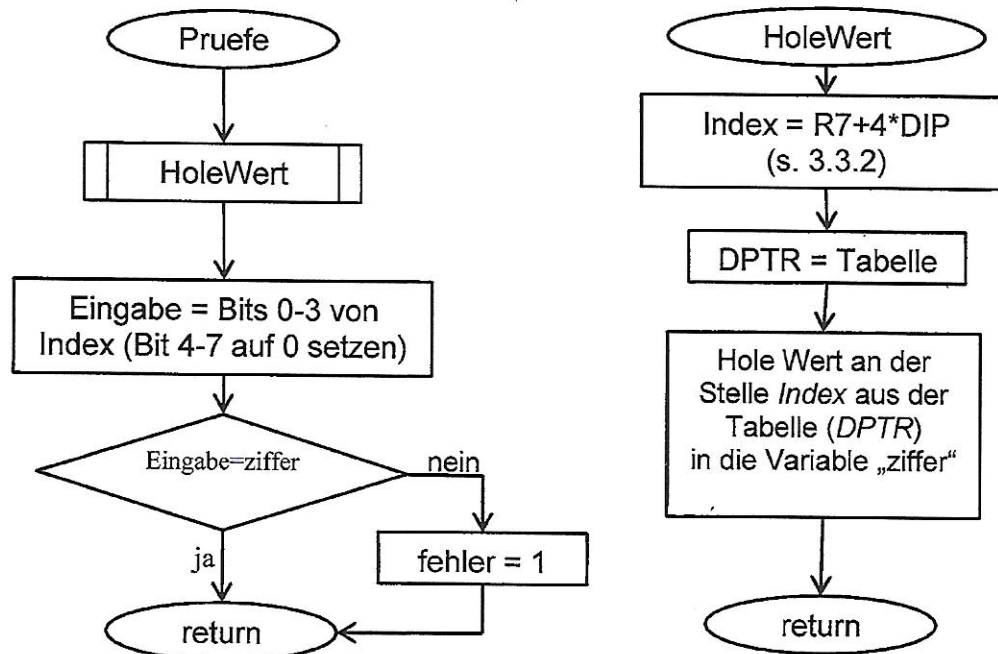 Pruefe
HoleWert
Eingabe = Bits 0-3 von
Index (Bit 4-7 auf 0 setzen)
Eingabe=ziffer
nein
ja
fehler = 1
return
HoleWert
Index = R7+4*DIP
(s. 3.3.2)
DPTR = Tabelle
Hole Wert an der
Stelle Index aus der
Tabelle (DPTR)
in die Variable „ziffer“
return